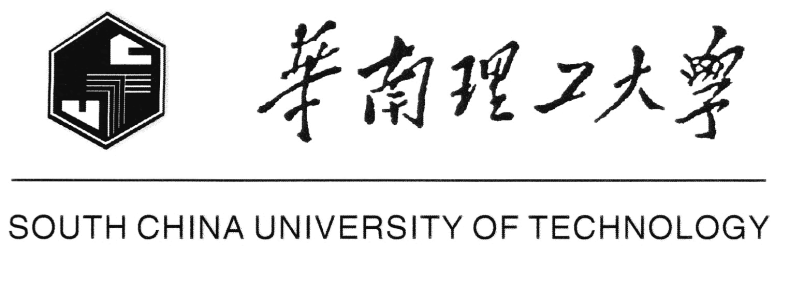 華南理工大學
SOUTH CHINA UNIVERSITY OF TECHNOLOGY